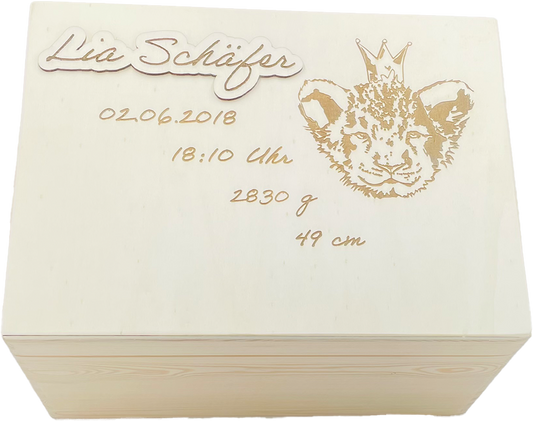 Lia Schäfer
02.06.2018
18:10 Uhr
2830 g
49 cm